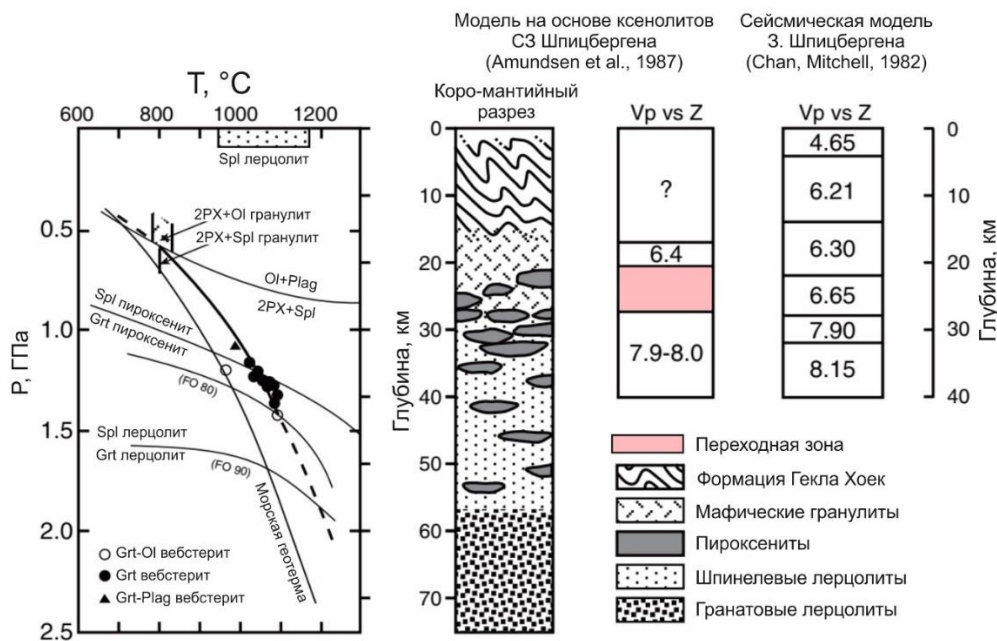 Модель на основе ксенолитов
СЗ Шпицбергена
(Amundsen et al., 1987)
Сейсмическая модель
З. Шпицбергена
(Chan, Mitchell, 1982)
T, °C
600
800
1000
1200
Spl лерцолит
2PX+Ol гранулит
2PX+Spl гранулит
Ol+Plag
2PX+Spl
Spl пироксенит
Grt пироксенит
(FO 80)
Spl лерцолит
Grt лерцолит
(FO 90)
Морская геотерма
Grt-Ol вебстерит
Grt вебстерит
Grt-Plag вебстерит
P, ГПа
0.5
1.0
1.5
2.0
2.5
Коро-мантийный
разрез
Глубина, км
0
10
20
30
40
50
60
70
Vp vs Z
?
6.4
7.9-8.0
Vp vs Z
4.65
6.21
6.30
6.65
7.90
8.15
0
10
20
30
40
Глубина, км
Переходная зона
Формация Гекла Хоек
Мафические гранулиты
Пироксениты
Шпинелевые лерцолиты
Гранатовые лерцолиты